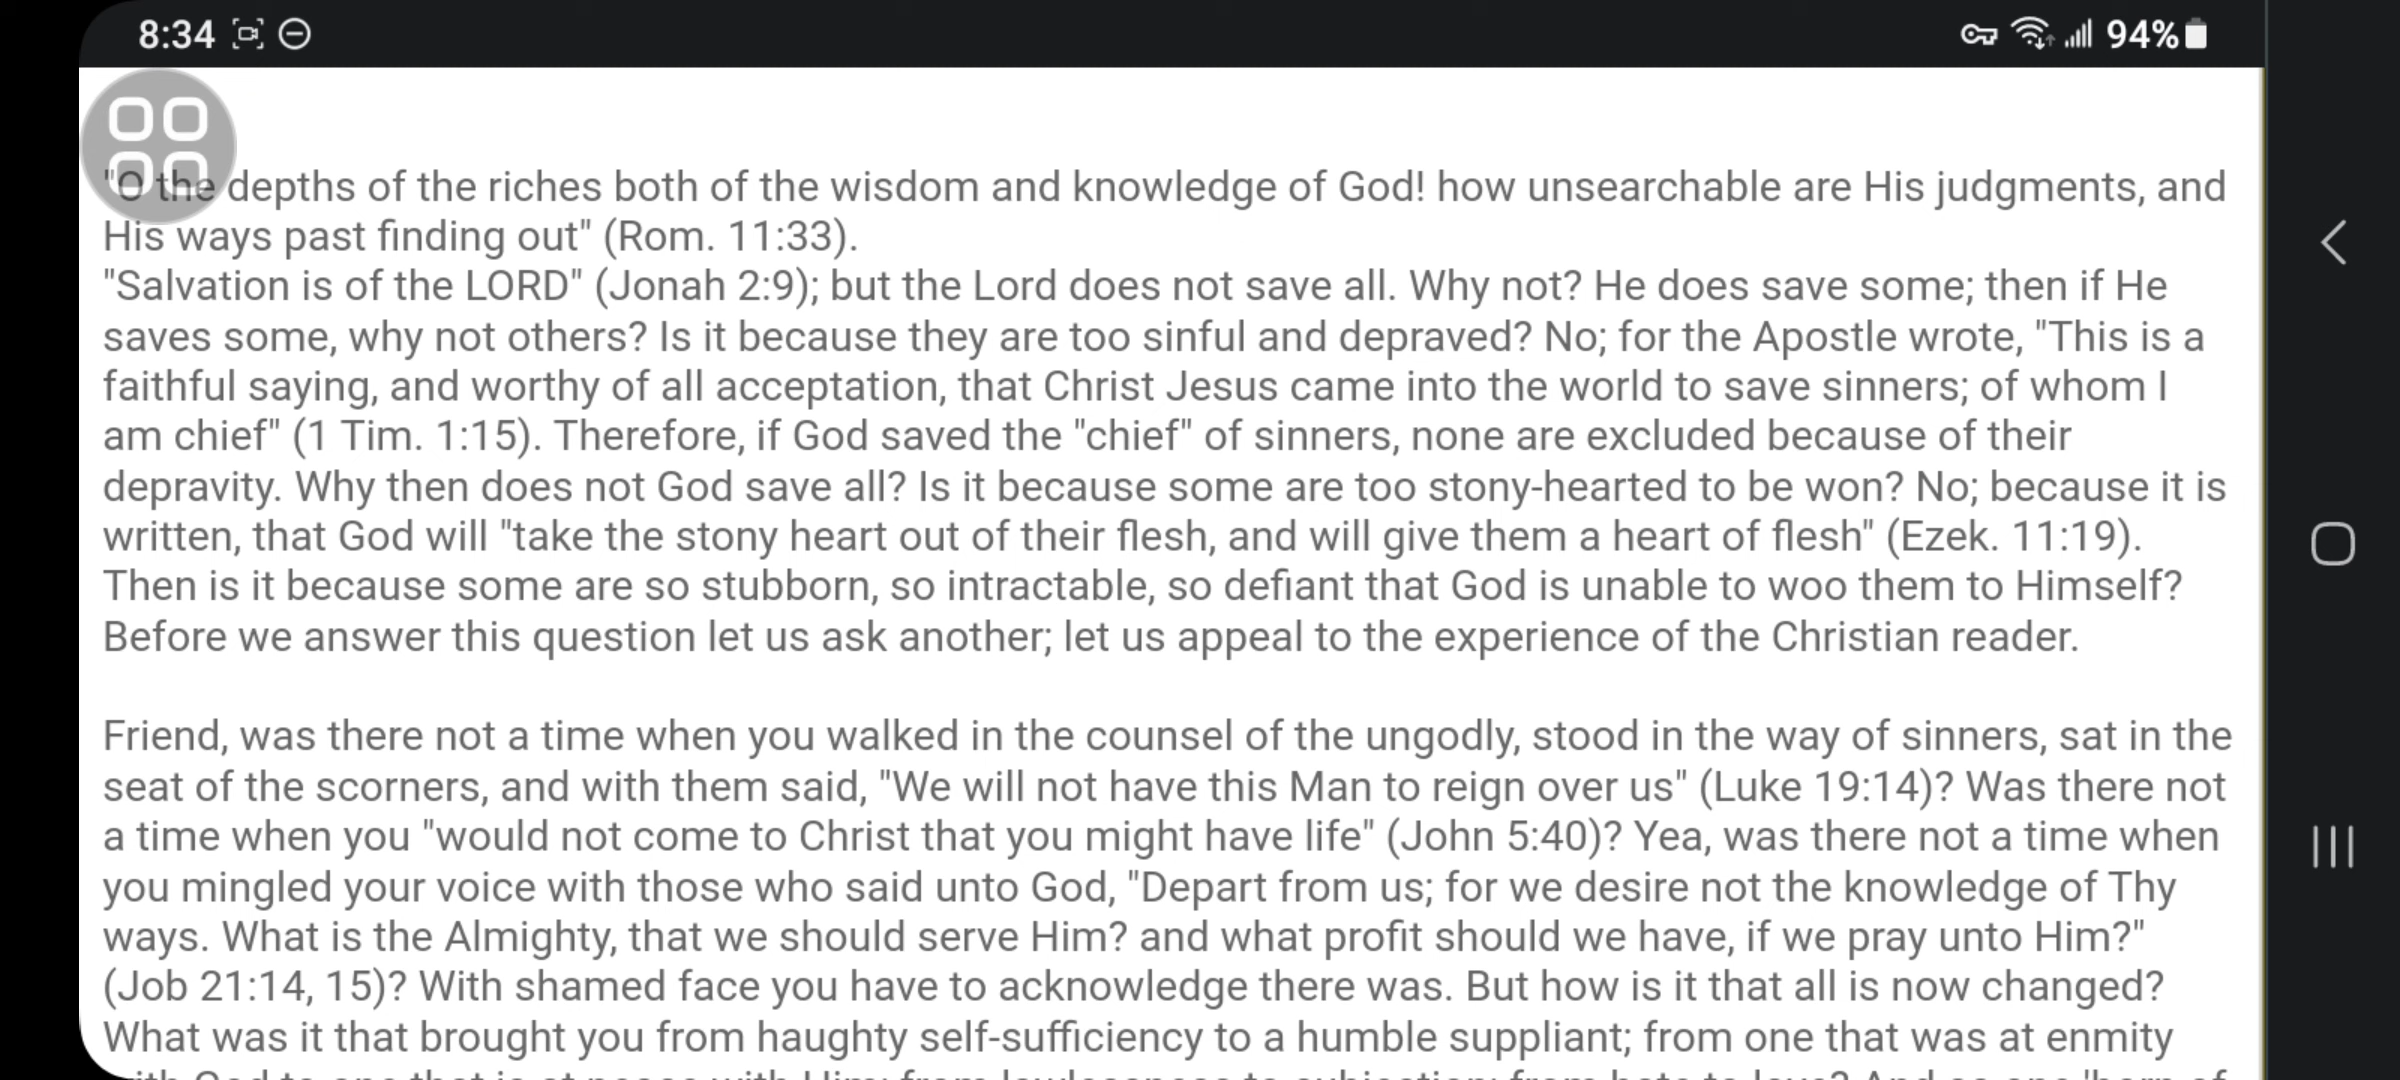 8:34
94%
"O the depths of the riches both of the wisdom and knowledge of God! how unsearchable are His judgments, and
His ways past finding out" (Rom. 11:33).
"Salvation is of the LORD" (Jonah 2:9); but the Lord does not save all. Why not? He does save some; then if He
saves some, why not others? Is it because they are too sinful and depraved? No; for the Apostle wrote, "This is a
faithful saying, and worthy of all acceptation, that Christ Jesus came into the world to save sinners; of whom I
am chief" (1 Tim. 1:15). Therefore, if God saved the "chief" of sinners, none are excluded because of their
depravity. Why then does not God save all? Is it because some are too stony-hearted to be won? No; because it is
written, that God will "take the stony heart out of their flesh, and will give them a heart of flesh" (Ezek. 11:19).
Then is it because some are so stubborn, so intractable, so defiant that God is unable to woo them to Himself?
Before we answer this question let us ask another; let us appeal to the experience of the Christian reader.
Friend, was there not a time when you walked in the counsel of the ungodly, stood in the way of sinners, sat in the
seat of the scorners, and with them said, "We will not have this Man to reign over us" (Luke 19:14)? Was there not
a time when you "would not come to Christ that you might have life" (John 5:40)? Yea, was there not a time when
you mingled your voice with those who said unto God, "Depart from us; for we desire not the knowledge of Thy
ways. What is the Almighty, that we should serve Him? and what profit should we have, if we pray unto Him?"
(Job 21:14, 15)? With shamed face you have to acknowledge there was. But how is it that all is now changed?
What was it that brought you from haughty self-sufficiency to a humble suppliant; from one that was at enmity